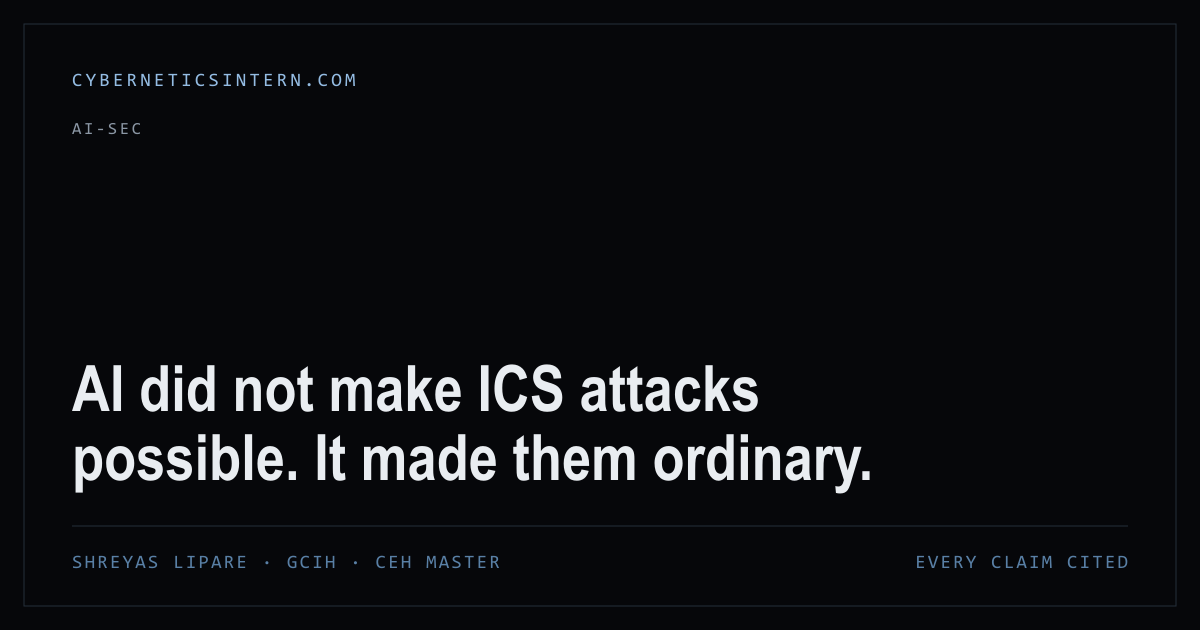 CYBERNETICSINTERN.COM
AI-SEC
AI did not make ICS attacks
possible. It made them ordinary.
SHREYAS LIPARE · GCIH · CEH MASTER
EVERY CLAIM CITED